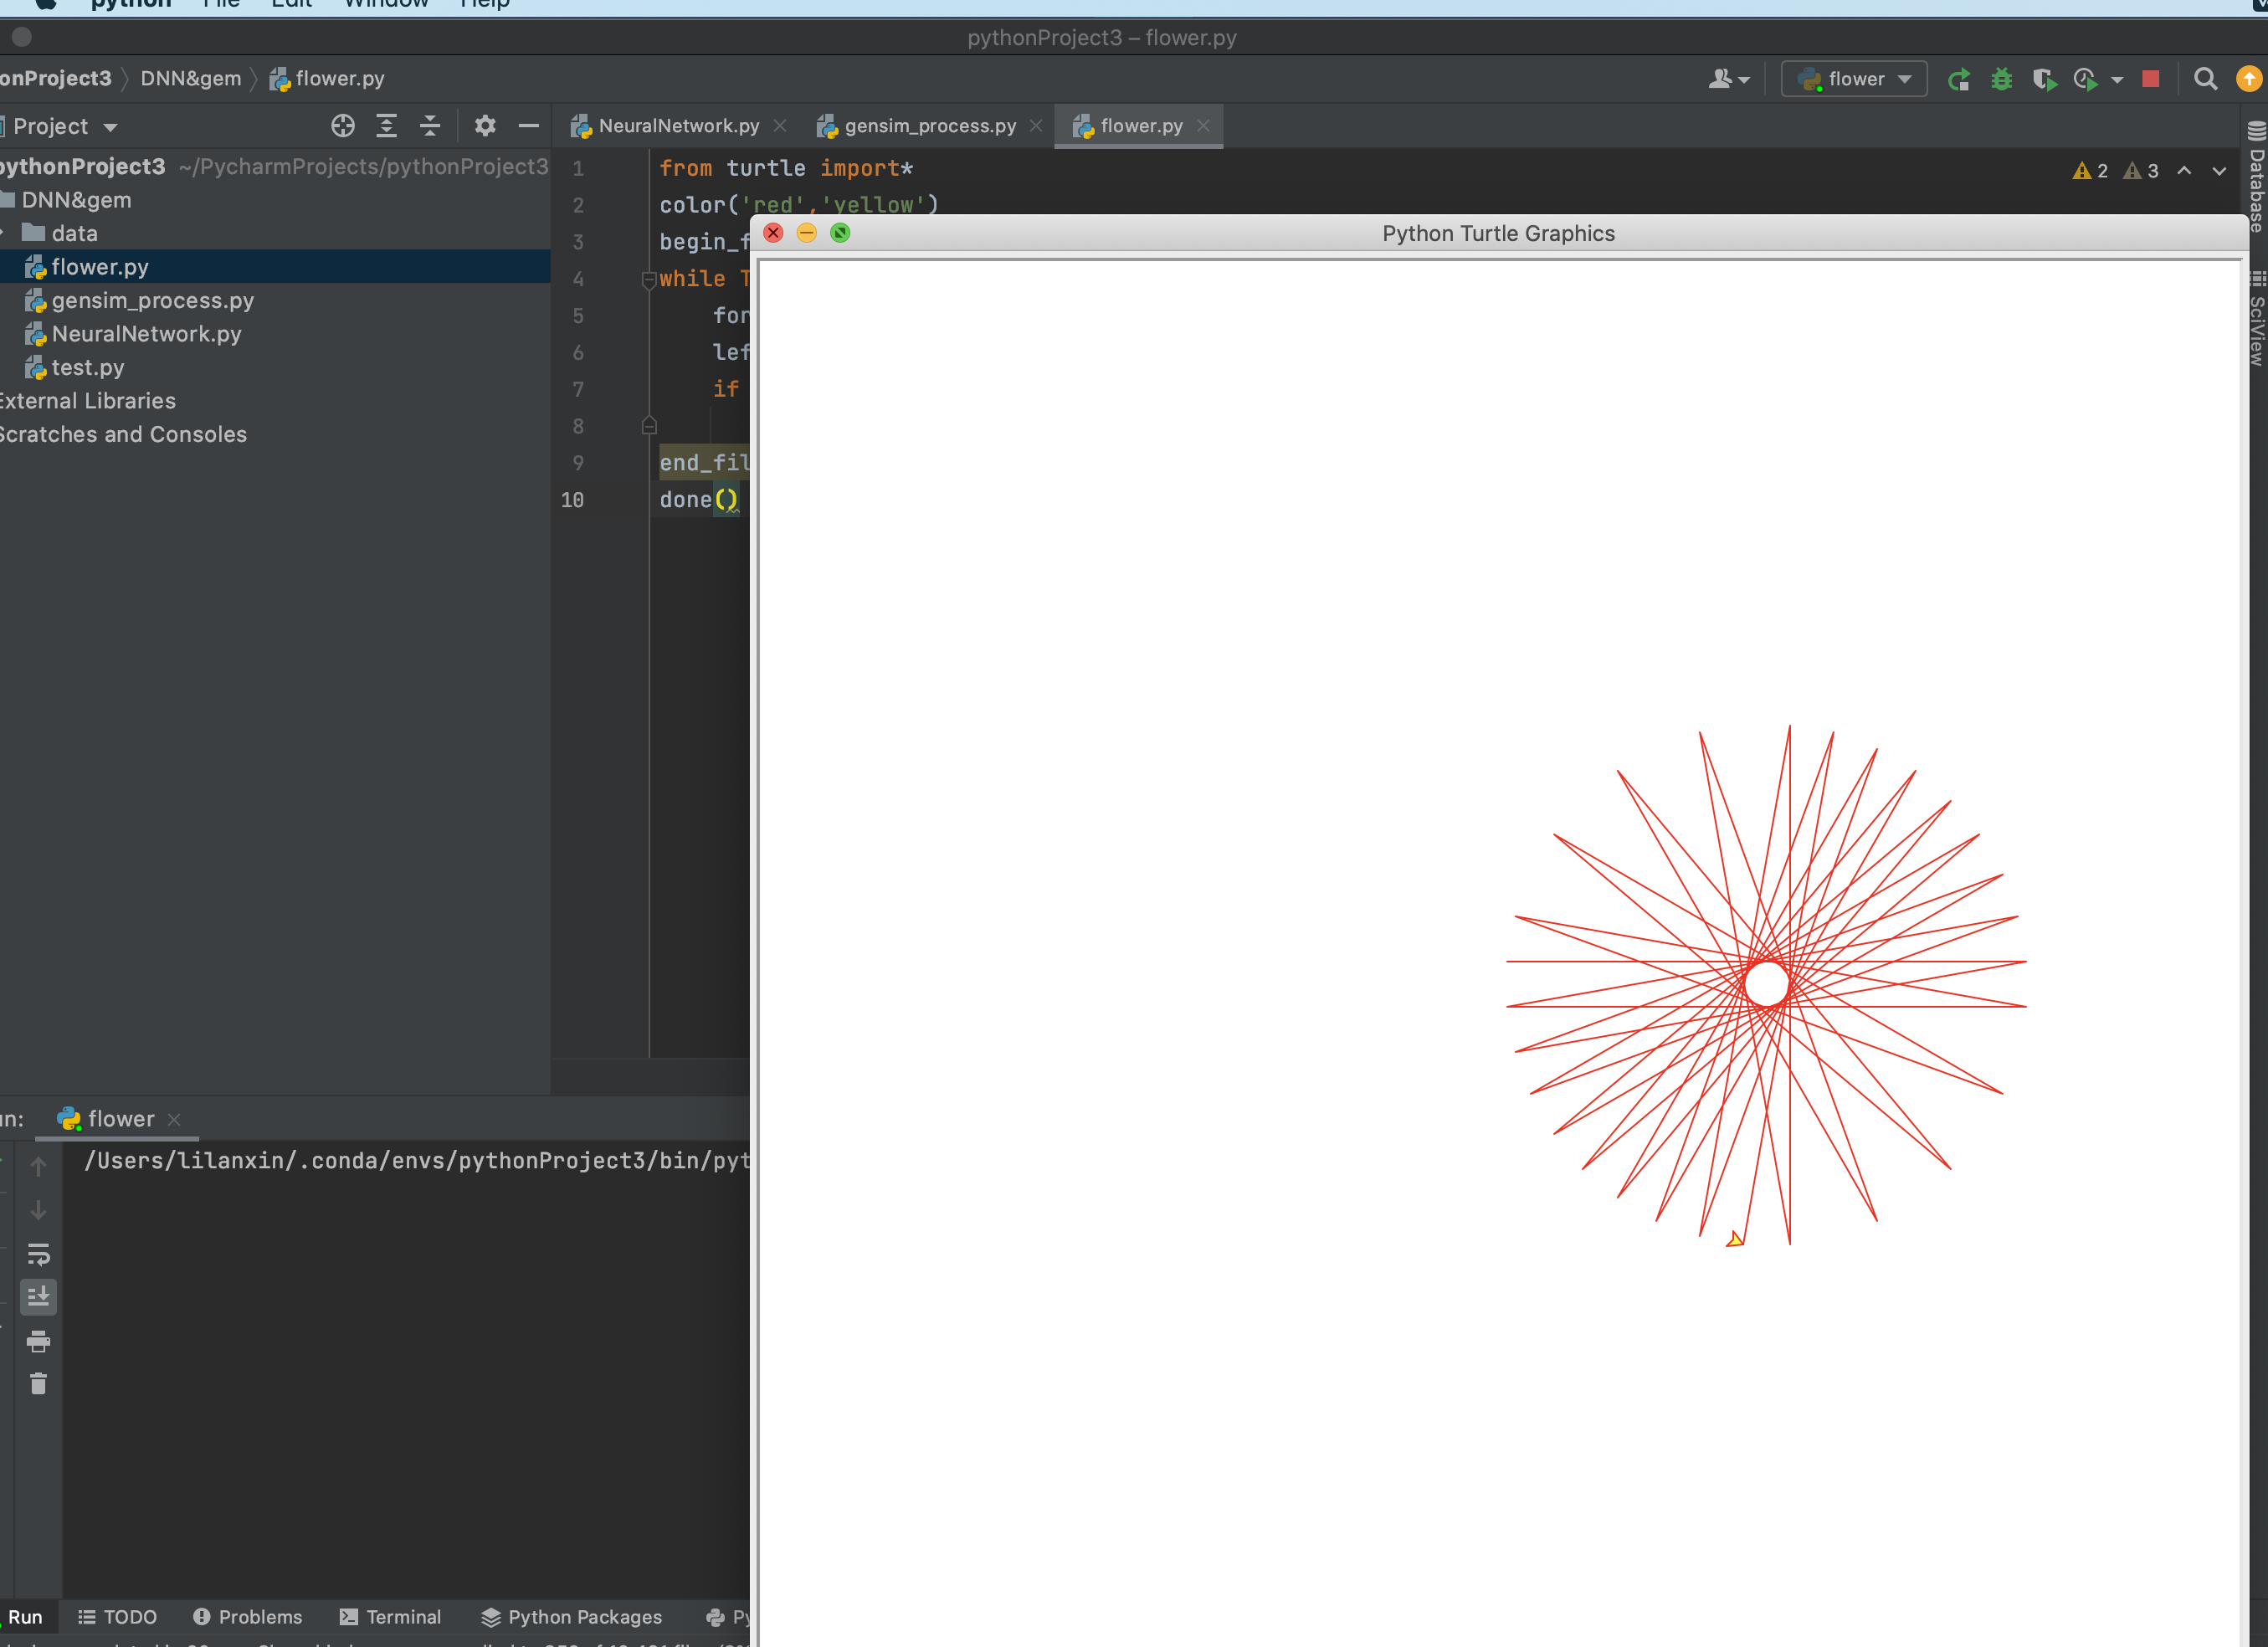 python File Edit Window Help
pythonProject3 – flower.py
onProject3 DNN&gem flower.py
flower
Project
NeuralNetwork.py gensim_process.py flower.py
pythonProject3 ~/PycharmProjects/pythonProject3
DNN&gem
data
flower.py
gensim_process.py
NeuralNetwork.py
test.py
External Libraries
Scratches and Consoles
1 from turtle import*
2 color('red','yellow')
3 begin_f
4 while T
5 for
6 lef
7 if
8
9 end_fil
10 done()
2 3
Database
SciView
Python Turtle Graphics
un: flower
/Users/lilanxin/.conda/envs/pythonProject3/bin/pyt
Run TODO Problems Terminal Python Packages Py